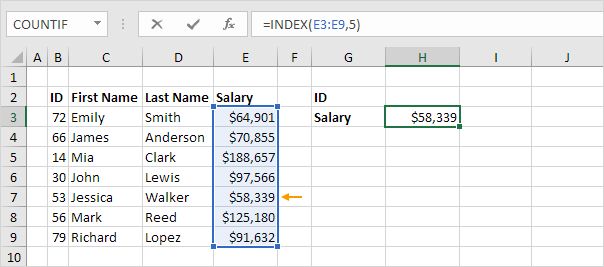 COUNTIF fx =INDEX(E3:E9,5)
A B C D E F G H I J
1
2 ID First Name Last Name Salary ID
3 72 Emily Smith $64,901 Salary $58,339
4 66 James Anderson $70,855
5 14 Mia Clark $188,657
6 30 John Lewis $97,566
7 53 Jessica Walker $58,339
8 56 Mark Reed $125,180
9 79 Richard Lopez $91,632
10